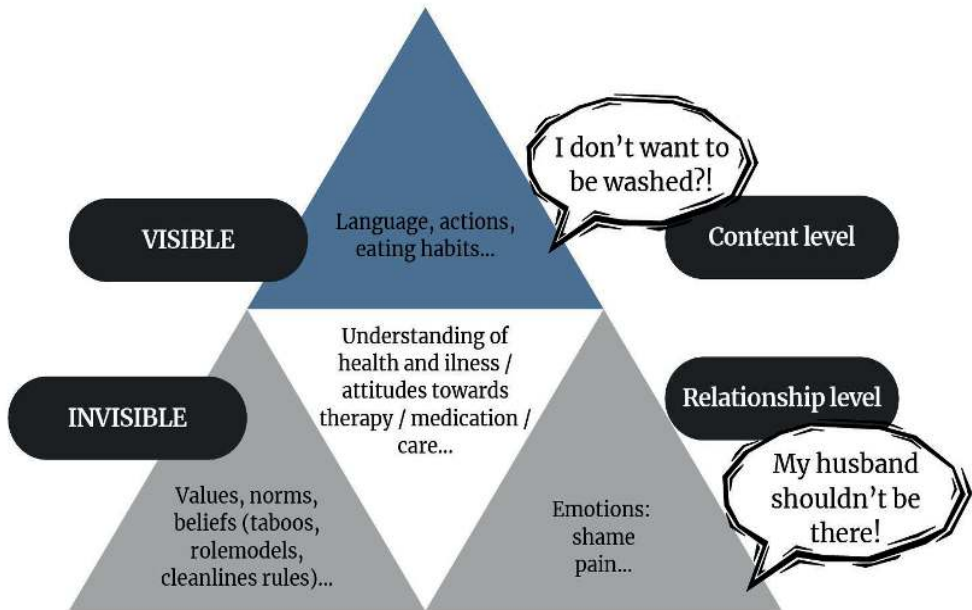 I don't want to
be washed?!
VISIBLE
Language, actions,
eating habits...
Content level
Understanding of
health and ilness /
attitudes towards
therapy / medication /
care...
INVISIBLE
Relationship level
Values, norms,
beliefs (taboos,
rolemodels,
cleanlines rules)...
Emotions:
shame
pain...
My husband
shouldn't be
there!